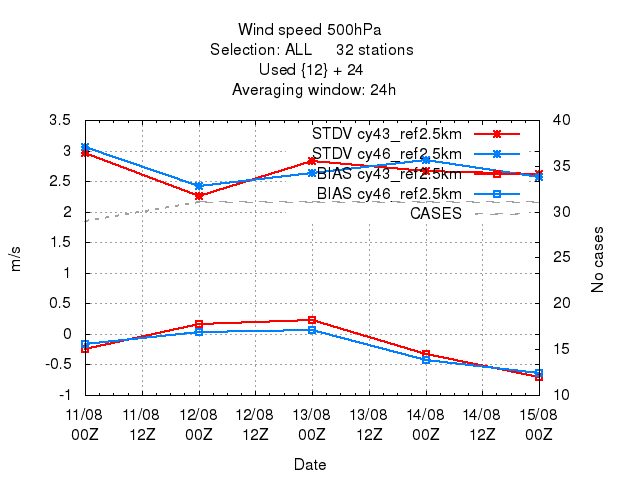 Wind speed 500hPa
Selection: ALL 32 stations
Used {12} + 24
Averaging window: 24h
3.5
3
2.5
2
1.5
1
0.5
0
-0.5
-1
m/s
STDV cy43_ref2.5km
STDV cy46_ref2.5km
BIAS cy43_ref2.5km
BIAS cy46_ref2.5km
CASES
40
35
30
25
20
15
10
No cases
11/08 11/08 12/08 12/08 13/08 13/08 14/08 14/08 15/08
00Z 12Z 00Z 12Z 00Z 12Z 00Z 12Z 00Z
Date